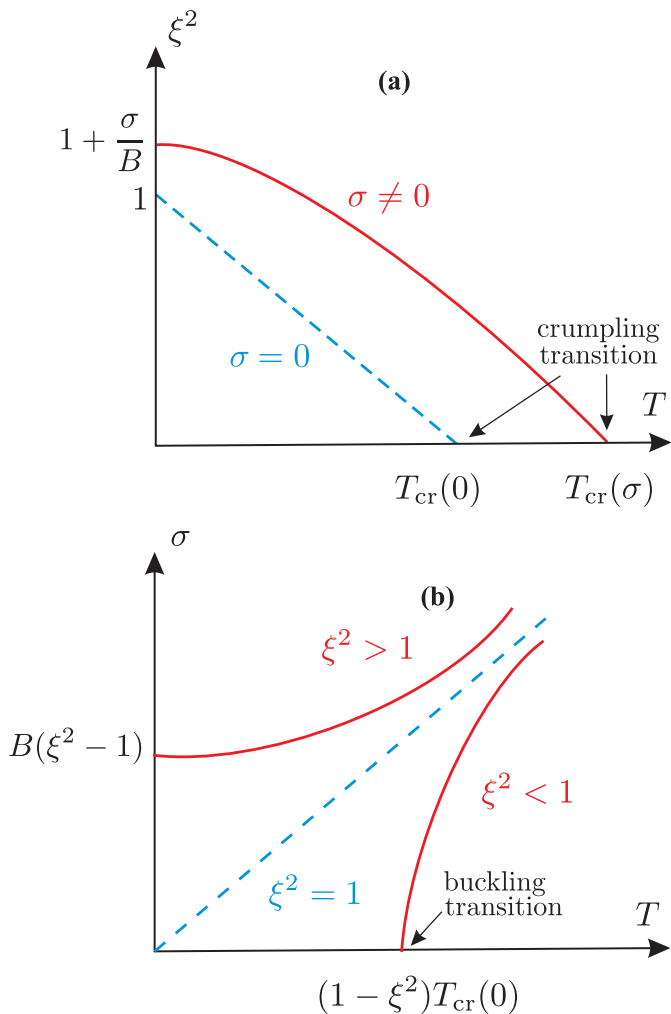 ξ²
(a)
1 + σ/B
1
σ ≠ 0
σ = 0
crumpling
transition
T
T_cr(0)
T_cr(σ)
σ
(b)
ξ² > 1
B(ξ² − 1)
ξ² < 1
ξ² = 1
buckling
transition
T
(1 − ξ²)T_cr(0)